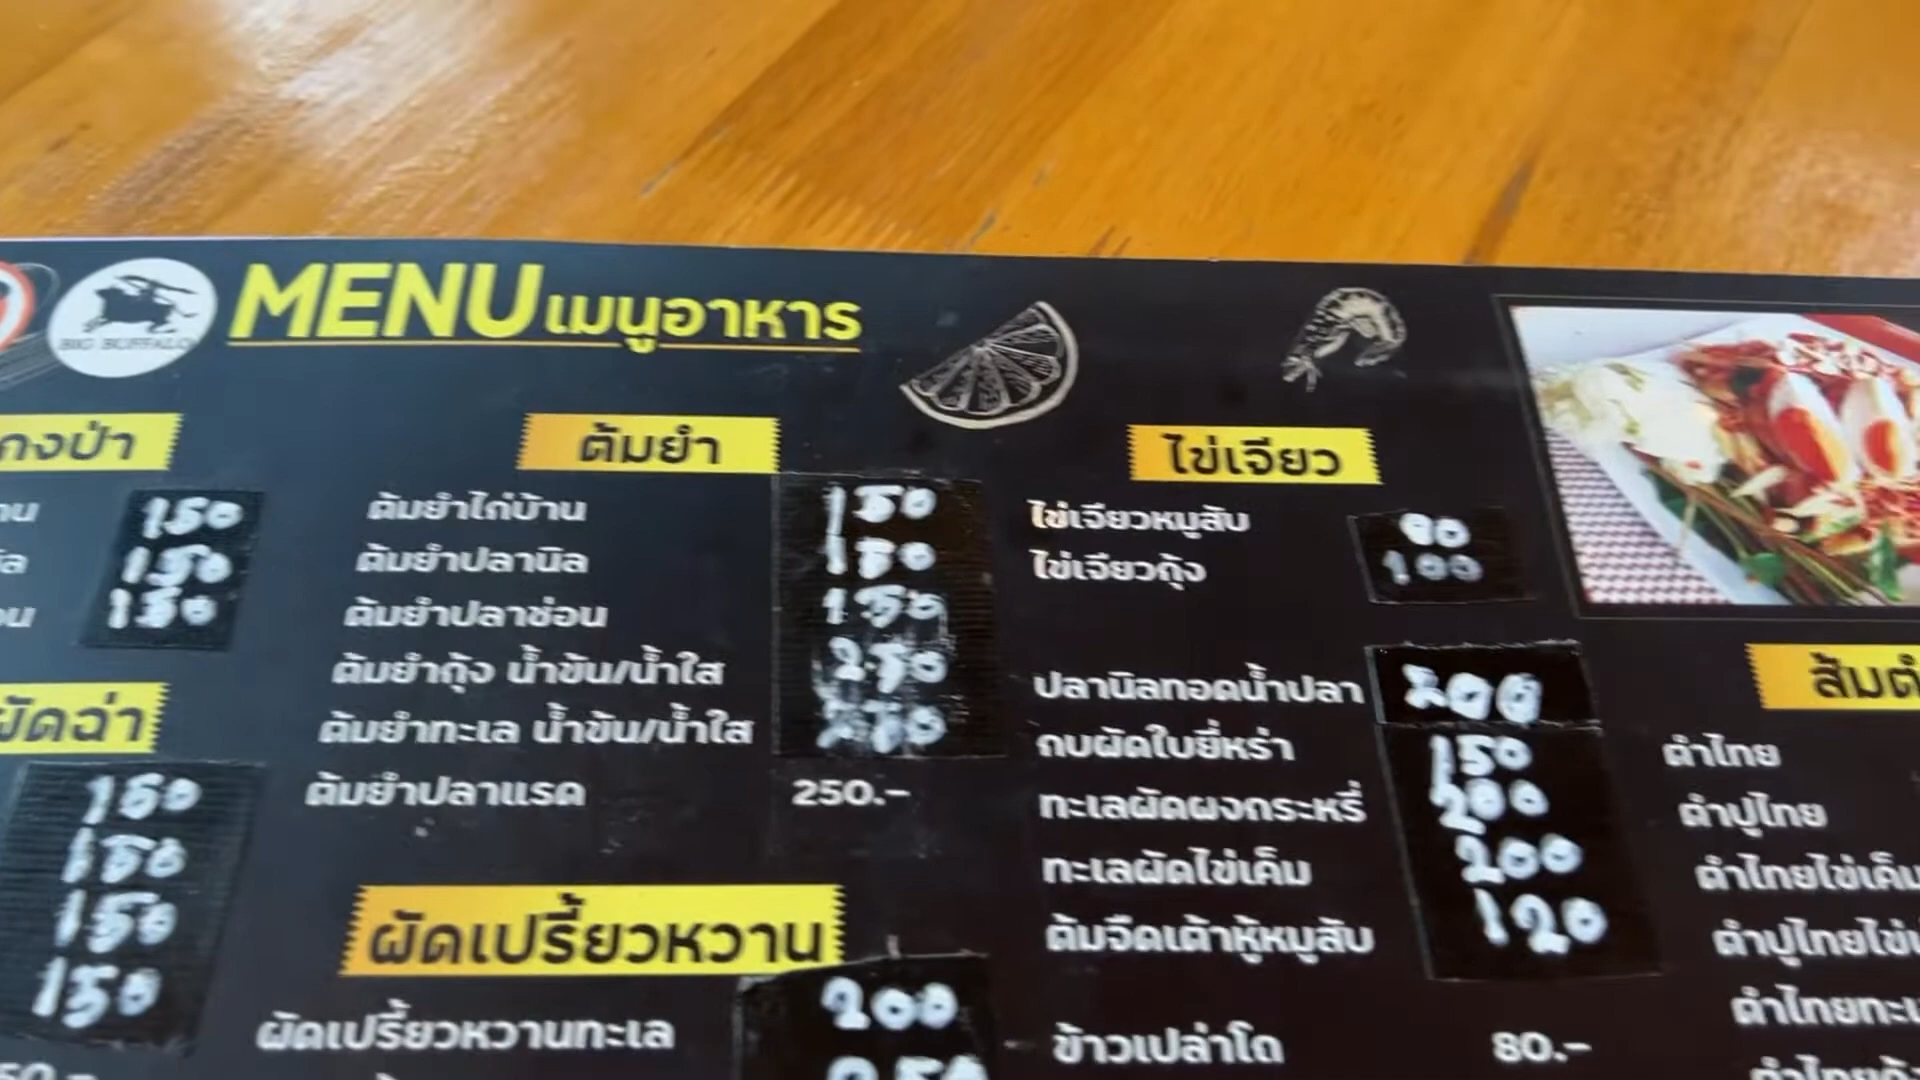 BIG BUFFALO
MENU เมนูอาหาร
150
150
150
ผัดฉ่า
150
150
150
150
ต้มยำ
ต้มยำไก่บ้าน 150
ต้มยำปลานิล 150
ต้มยำปลาช่อน 150
ต้มยำกุ้ง น้ำข้น/น้ำใส 250
ต้มยำทะเล น้ำข้น/น้ำใส
ต้มยำปลาแรด 250.-
ผัดเปรี้ยวหวาน
ผัดเปรี้ยวหวานทะเล 200
250
ไข่เจียว
ไข่เจียวหมูสับ 90
ไข่เจียวกุ้ง 100
ปลานิลทอดน้ำปลา 200
กบผัดใบยี่หร่า 150
ทะเลผัดผงกระหรี่ 200
ทะเลผัดไข่เค็ม 200
ต้มจืดเต้าหู้หมูสับ 120
ข้าวเปล่าโถ 80.-
ส้มตำ
ตำไทย
ตำปูไทย
ตำไทยไข่เค็ม
ตำปูไทยไข่
ตำไทยทะเ